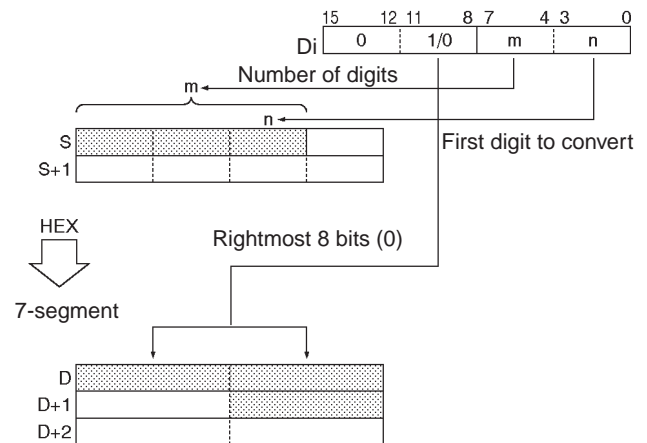 15 12 11 8 7 4 3 0
Di 0 1/0 m n
Number of digits
m
n
First digit to convert
S
S+1
HEX
Rightmost 8 bits (0)
7-segment
D
D+1
D+2